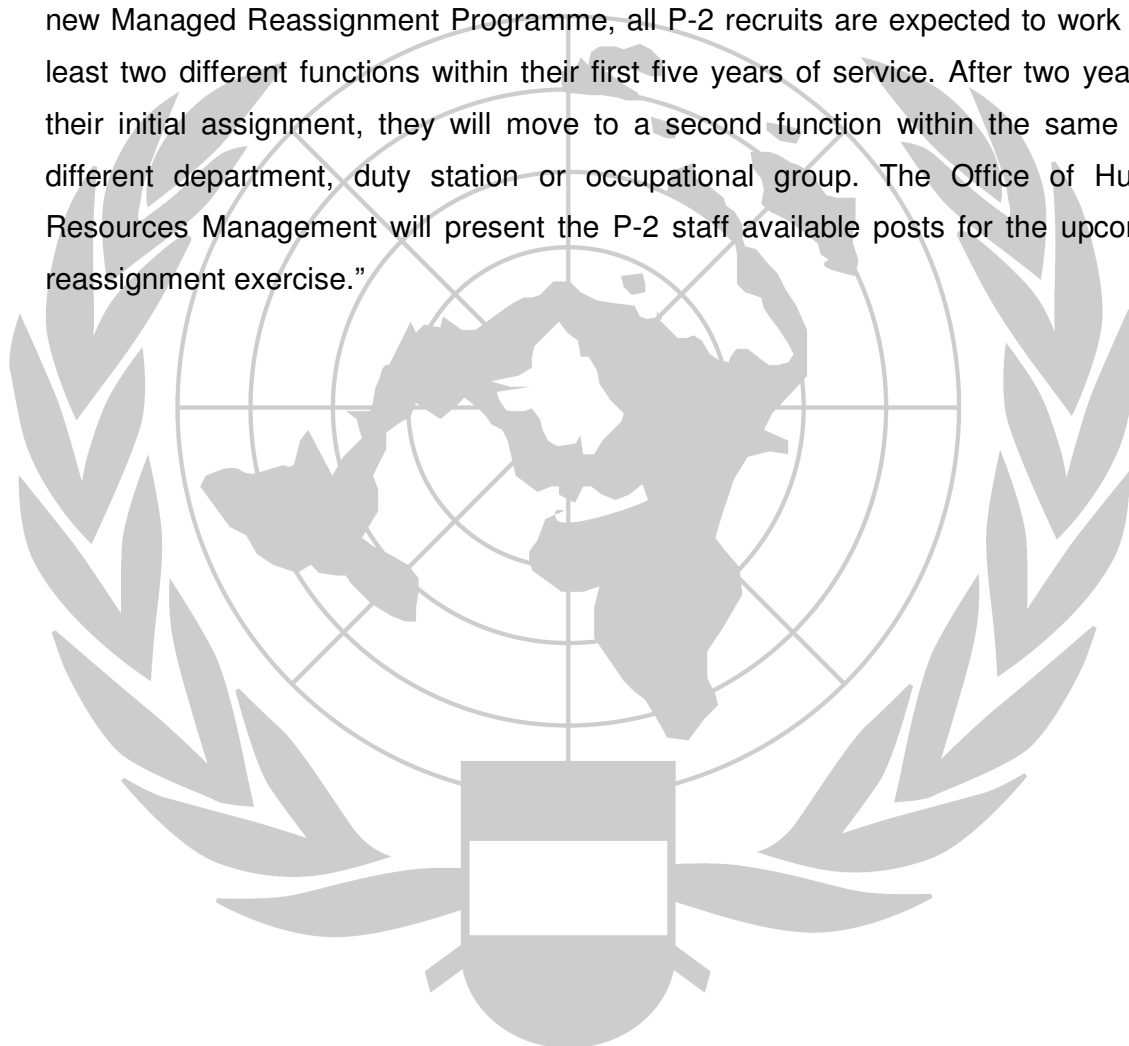 new Managed Reassignment Programme, all P-2 recruits are expected to work
least two different functions within their first five years of service. After two yea
their initial assignment, they will move to a second function within the same
different department, duty station or occupational group. The Office of Hu
Resources Management will present the P-2 staff available posts for the upcom
reassignment exercise.”